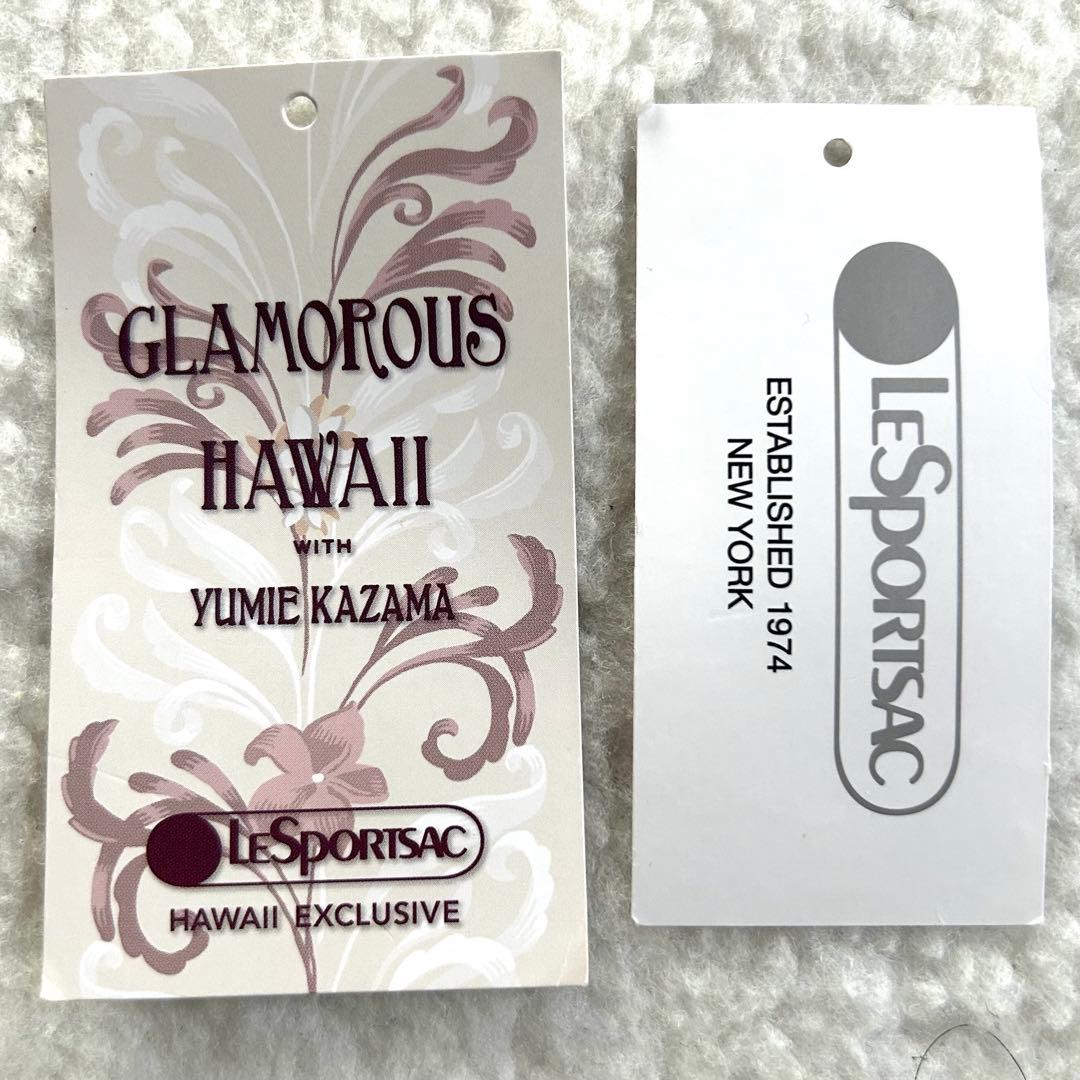 GLAMOROUS
HAWAII
WITH
YUMIE KAZAMA
LESPORTSAC
HAWAII EXCLUSIVE
LESPORTSAC
ESTABLISHED 1974
NEW YORK